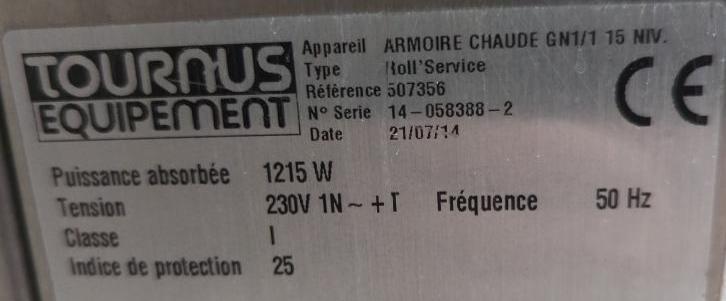 TOURNUS
EQUIPEMENT
Appareil ARMOIRE CHAUDE GN1/1 15 NIV.
Type Roll'Service
Référence 507356
N° Serie 14-058388-2
Date 21/07/14
CE
Puissance absorbée 1215 W
Tension 230V 1N ~ + T Fréquence 50 Hz
Classe I
Indice de protection 25